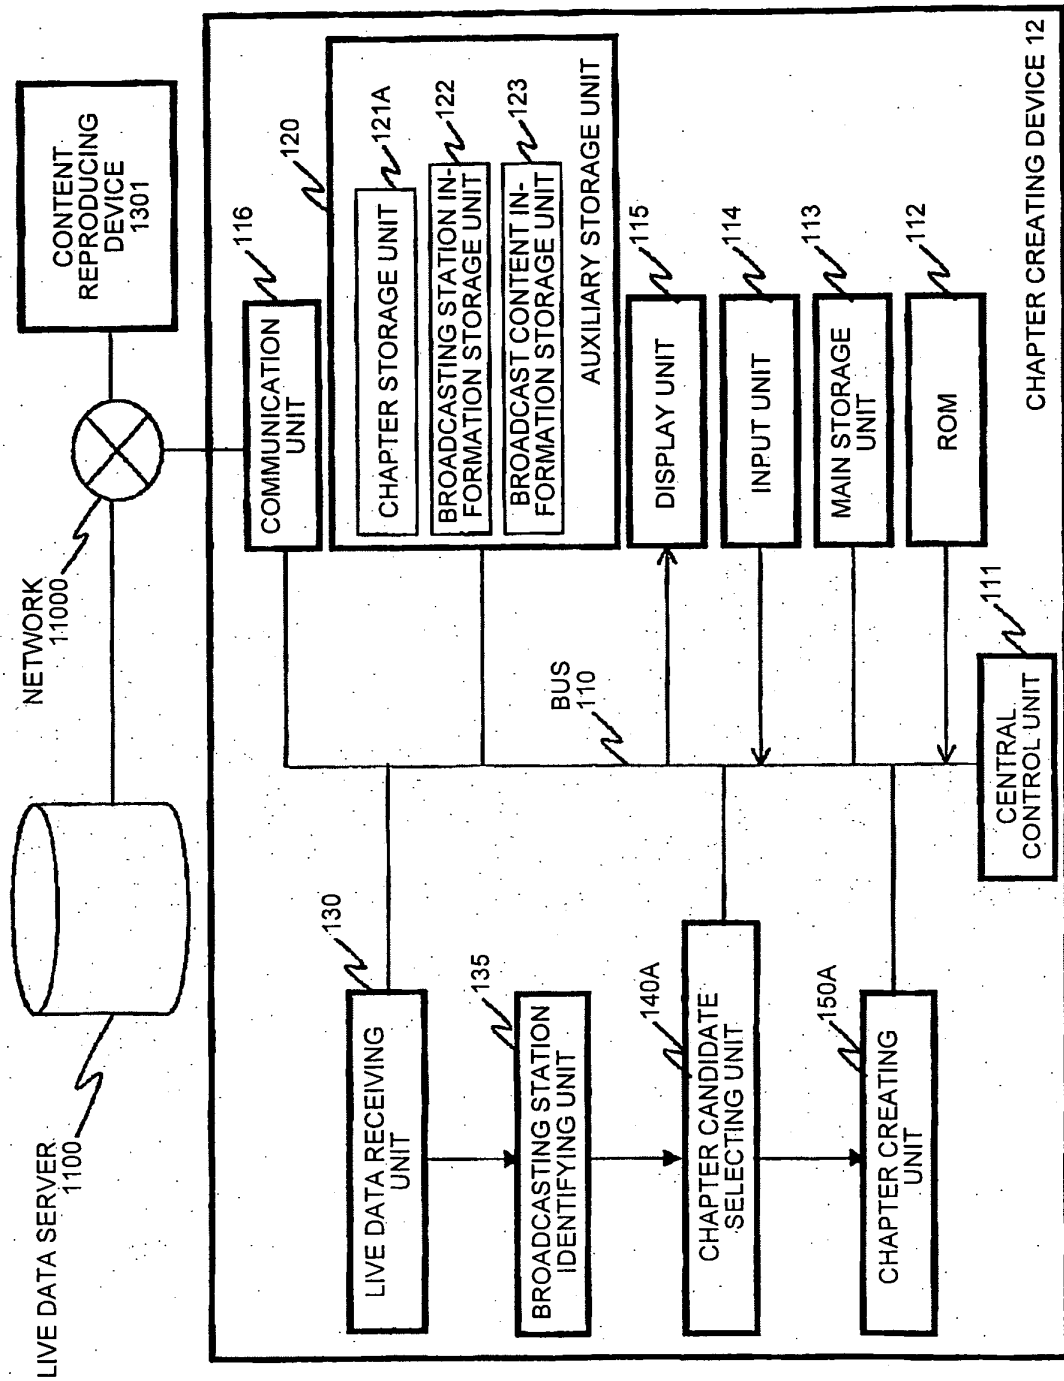 LIVE DATA SERVER
1100
NETWORK
11000
CONTENT
REPRODUCING
DEVICE
1301
LIVE DATA RECEIVING
UNIT
130
BROADCASTING STATION
IDENTIFYING UNIT
135
CHAPTER CANDIDATE
SELECTING UNIT
140A
CHAPTER CREATING
UNIT
150A
BUS
110
COMMUNICATION
UNIT
116
120
CHAPTER STORAGE UNIT
121A
BROADCASTING STATION IN-
FORMATION STORAGE UNIT
122
BROADCAST CONTENT IN-
FORMATION STORAGE UNIT
123
AUXILIARY STORAGE UNIT
DISPLAY UNIT
115
INPUT UNIT
114
MAIN STORAGE
UNIT
113
ROM
112
CENTRAL
CONTROL UNIT
111
CHAPTER CREATING DEVICE 12